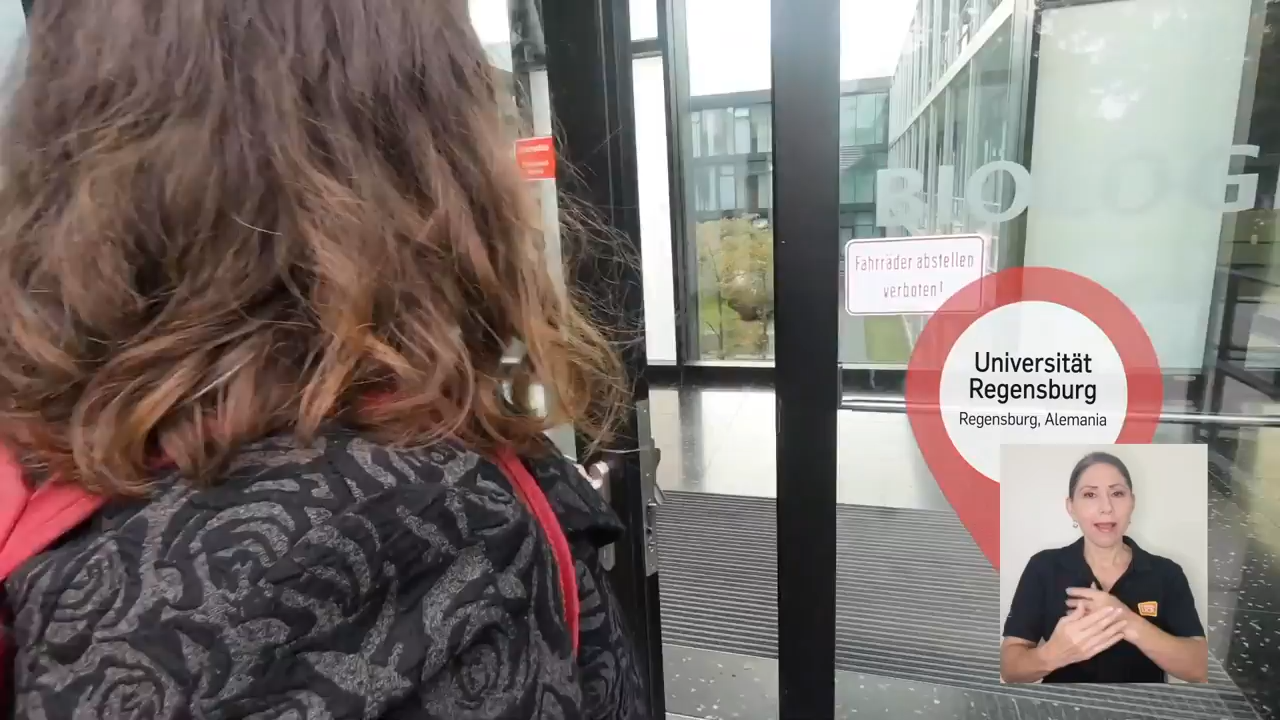 BIOLOG
Fahrräder abstellen
verboten!
Universität
Regensburg
Regensburg, Alemania